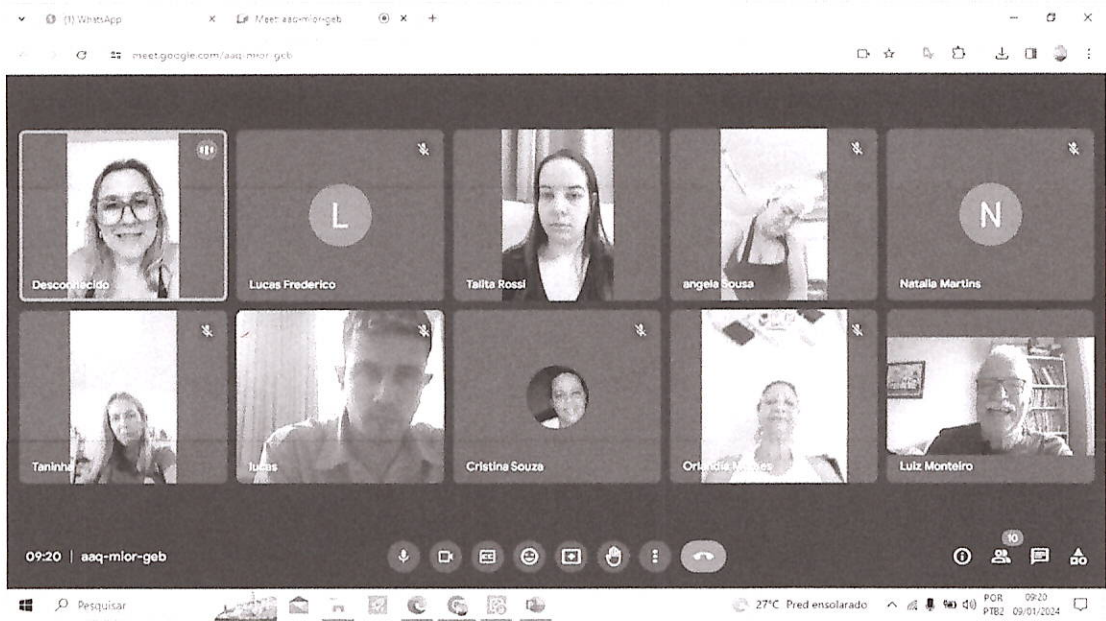 (1) WhatsApp
Meet: aaq-mior-geb
meet.google.com/aaq-mior-geb
Desconhecido
L
Lucas Frederico
Talita Rossi
angela Sousa
N
Natalia Martins
Taninha
lucas
Cristina Souza
Orlandia
Luiz Monteiro
09:20 | aaq-mior-geb
10
Pesquisar
27°C Pred ensolarado
POR
PTB2
09:20
09/01/2024